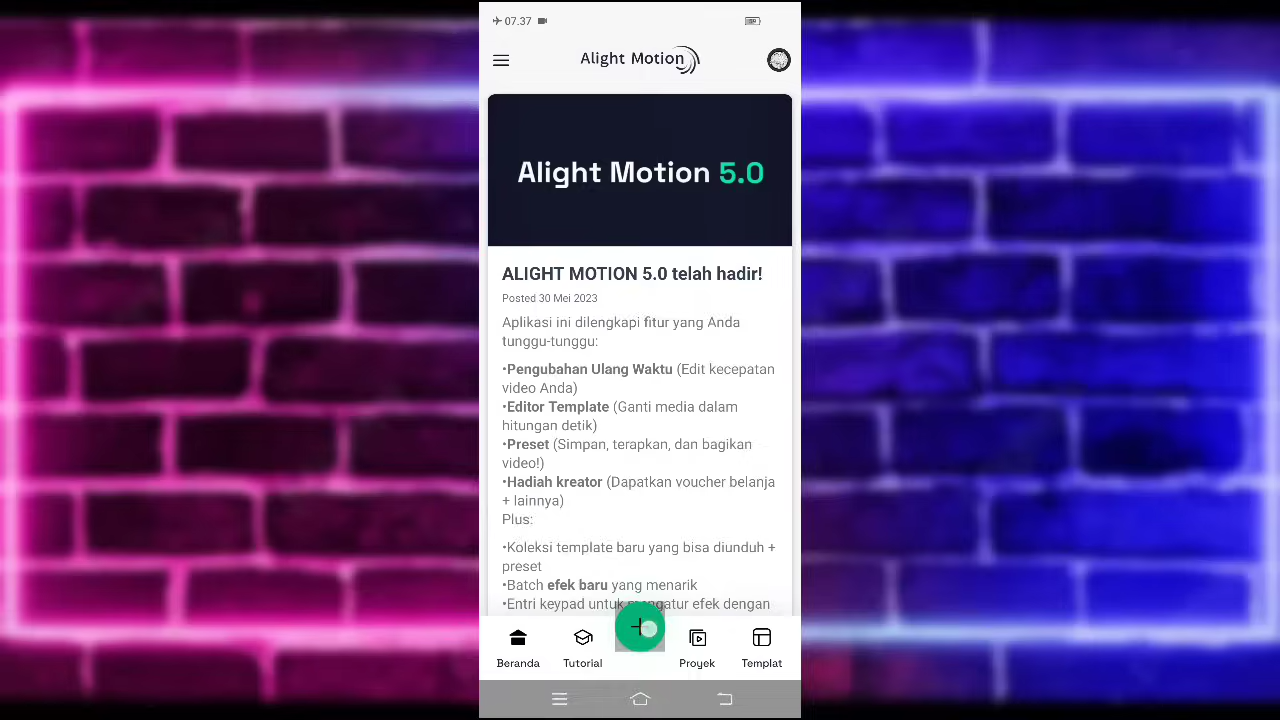 07.37
Alight Motion
Alight Motion 5.0
ALIGHT MOTION 5.0 telah hadir!
Posted 30 Mei 2023
Aplikasi ini dilengkapi fitur yang Anda
tunggu-tunggu:
•Pengubahan Ulang Waktu (Edit kecepatan
video Anda)
•Editor Template (Ganti media dalam
hitungan detik)
•Preset (Simpan, terapkan, dan bagikan
video!)
•Hadiah kreator (Dapatkan voucher belanja
+ lainnya)
Plus:
•Koleksi template baru yang bisa diunduh +
preset
•Batch efek baru yang menarik
•Entri keypad untuk mengatur efek dengan
Beranda Tutorial Proyek Templat